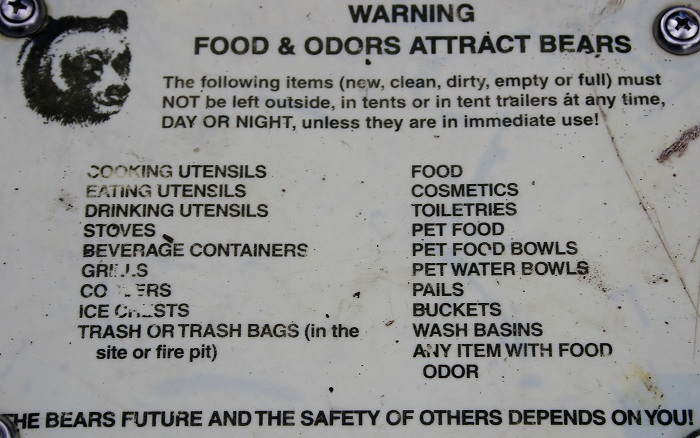 WARNING
FOOD & ODORS ATTRACT BEARS
The following items (new, clean, dirty, empty or full) must
NOT be left outside, in tents or in tent trailers at any time,
DAY OR NIGHT, unless they are in immediate use!
COOKING UTENSILS
EATING UTENSILS
DRINKING UTENSILS
STOVES
BEVERAGE CONTAINERS
GRILLS
COOLERS
ICE CHESTS
TRASH OR TRASH BAGS (in the
site or fire pit)
FOOD
COSMETICS
TOILETRIES
PET FOOD
PET FOOD BOWLS
PET WATER BOWLS
PAILS
BUCKETS
WASH BASINS
ANY ITEM WITH FOOD
ODOR
THE BEARS FUTURE AND THE SAFETY OF OTHERS DEPENDS ON YOU!